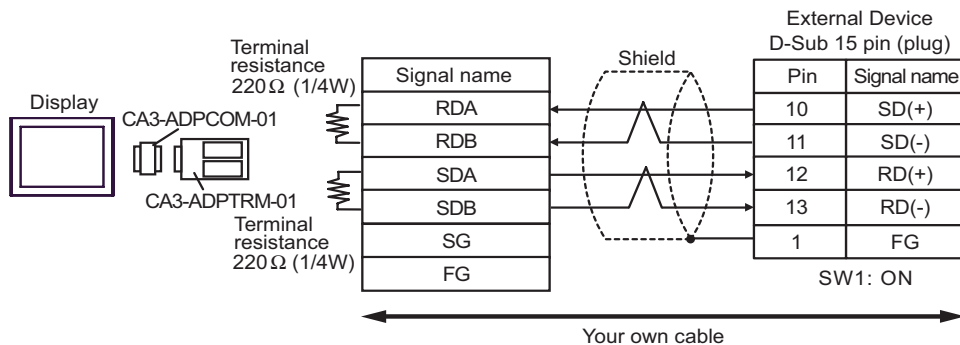 External Device
D-Sub 15 pin (plug)
Terminal
resistance
220Ω (1/4W)
Shield
Signal name
Pin Signal name
Display
CA3-ADPCOM-01
RDA
10 SD(+)
RDB
11 SD(-)
SDA
12 RD(+)
CA3-ADPTRM-01
SDB
13 RD(-)
Terminal
resistance
220Ω (1/4W)
SG
1 FG
FG
SW1: ON
Your own cable